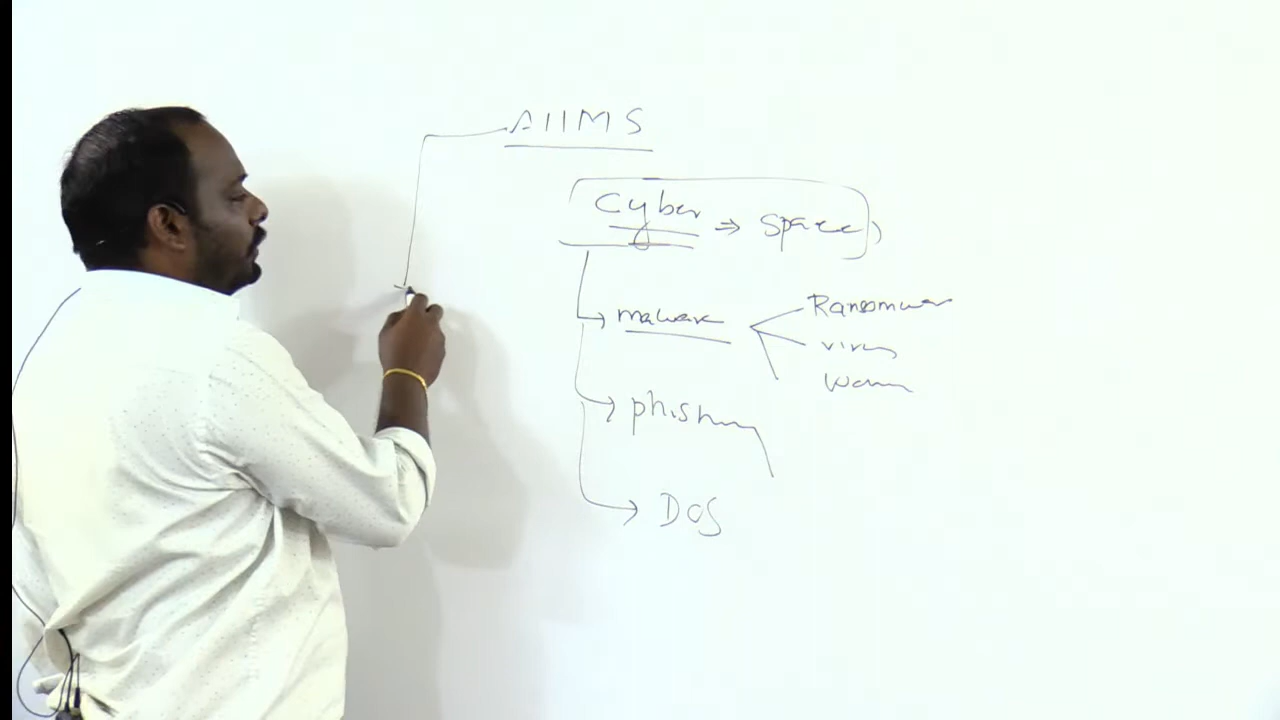 AIIMS
Cyber ⇒ Space
malware
Ransomware
virus
Worm
phishing
DOS